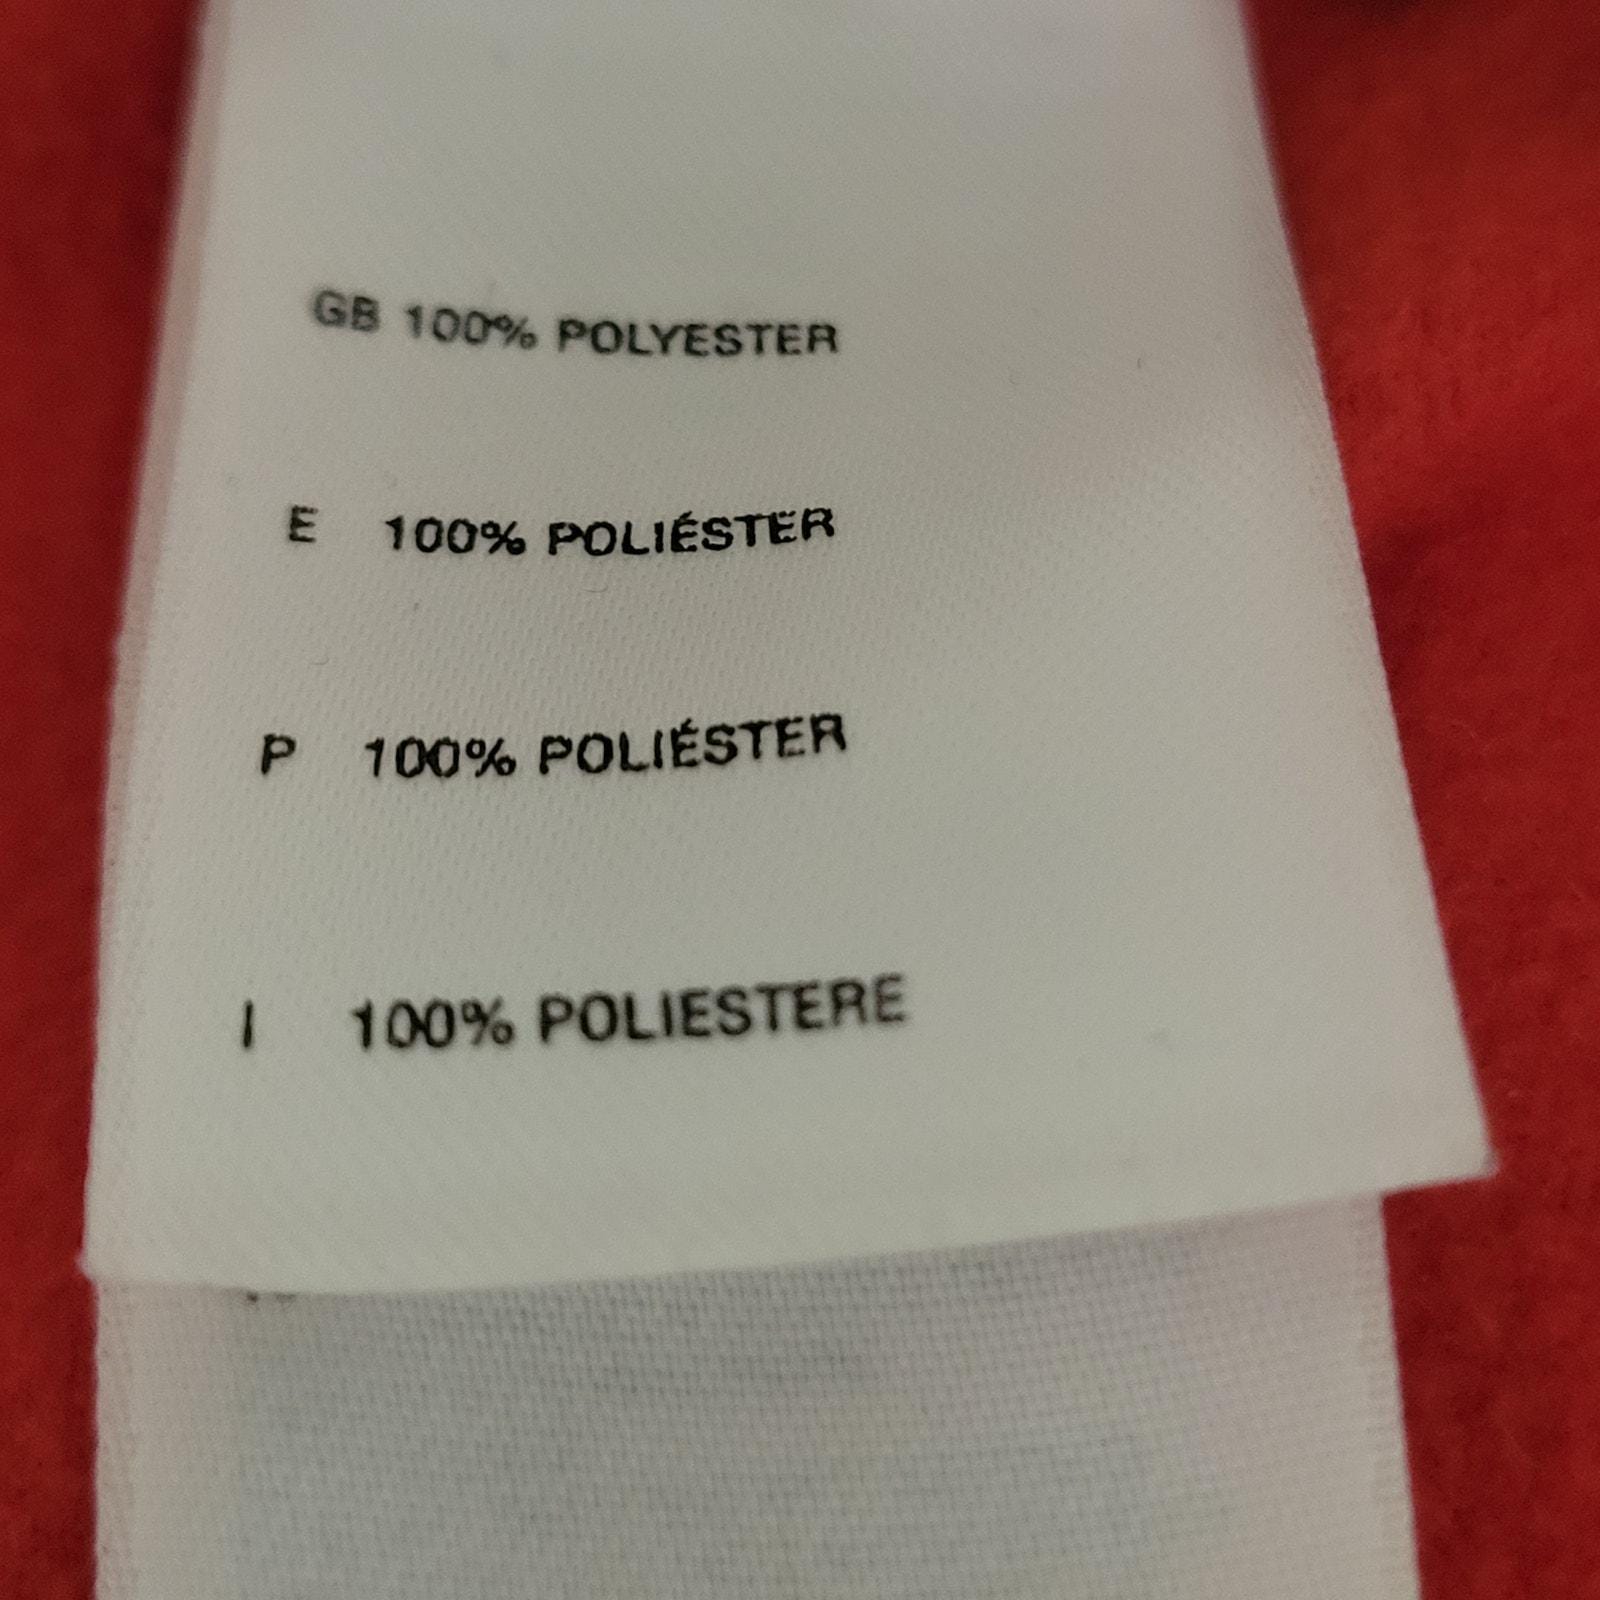 GB 100% POLYESTER
E 100% POLIÉSTER
P 100% POLIÉSTER
I 100% POLIESTERE